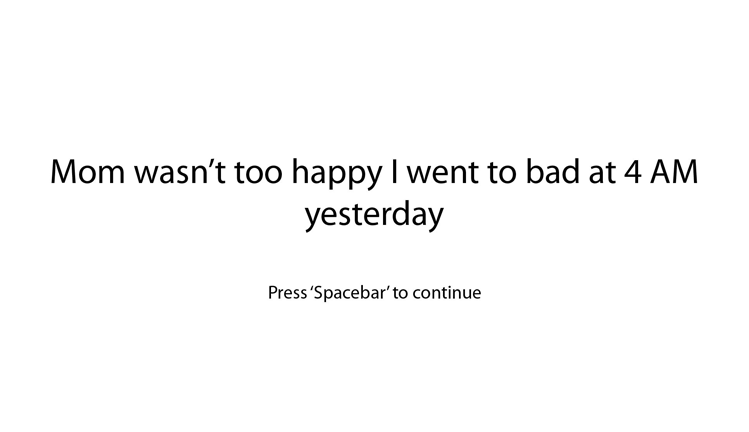 Mom wasn’t too happy I went to bad at 4 AM
yesterday
Press ‘Spacebar’ to continue